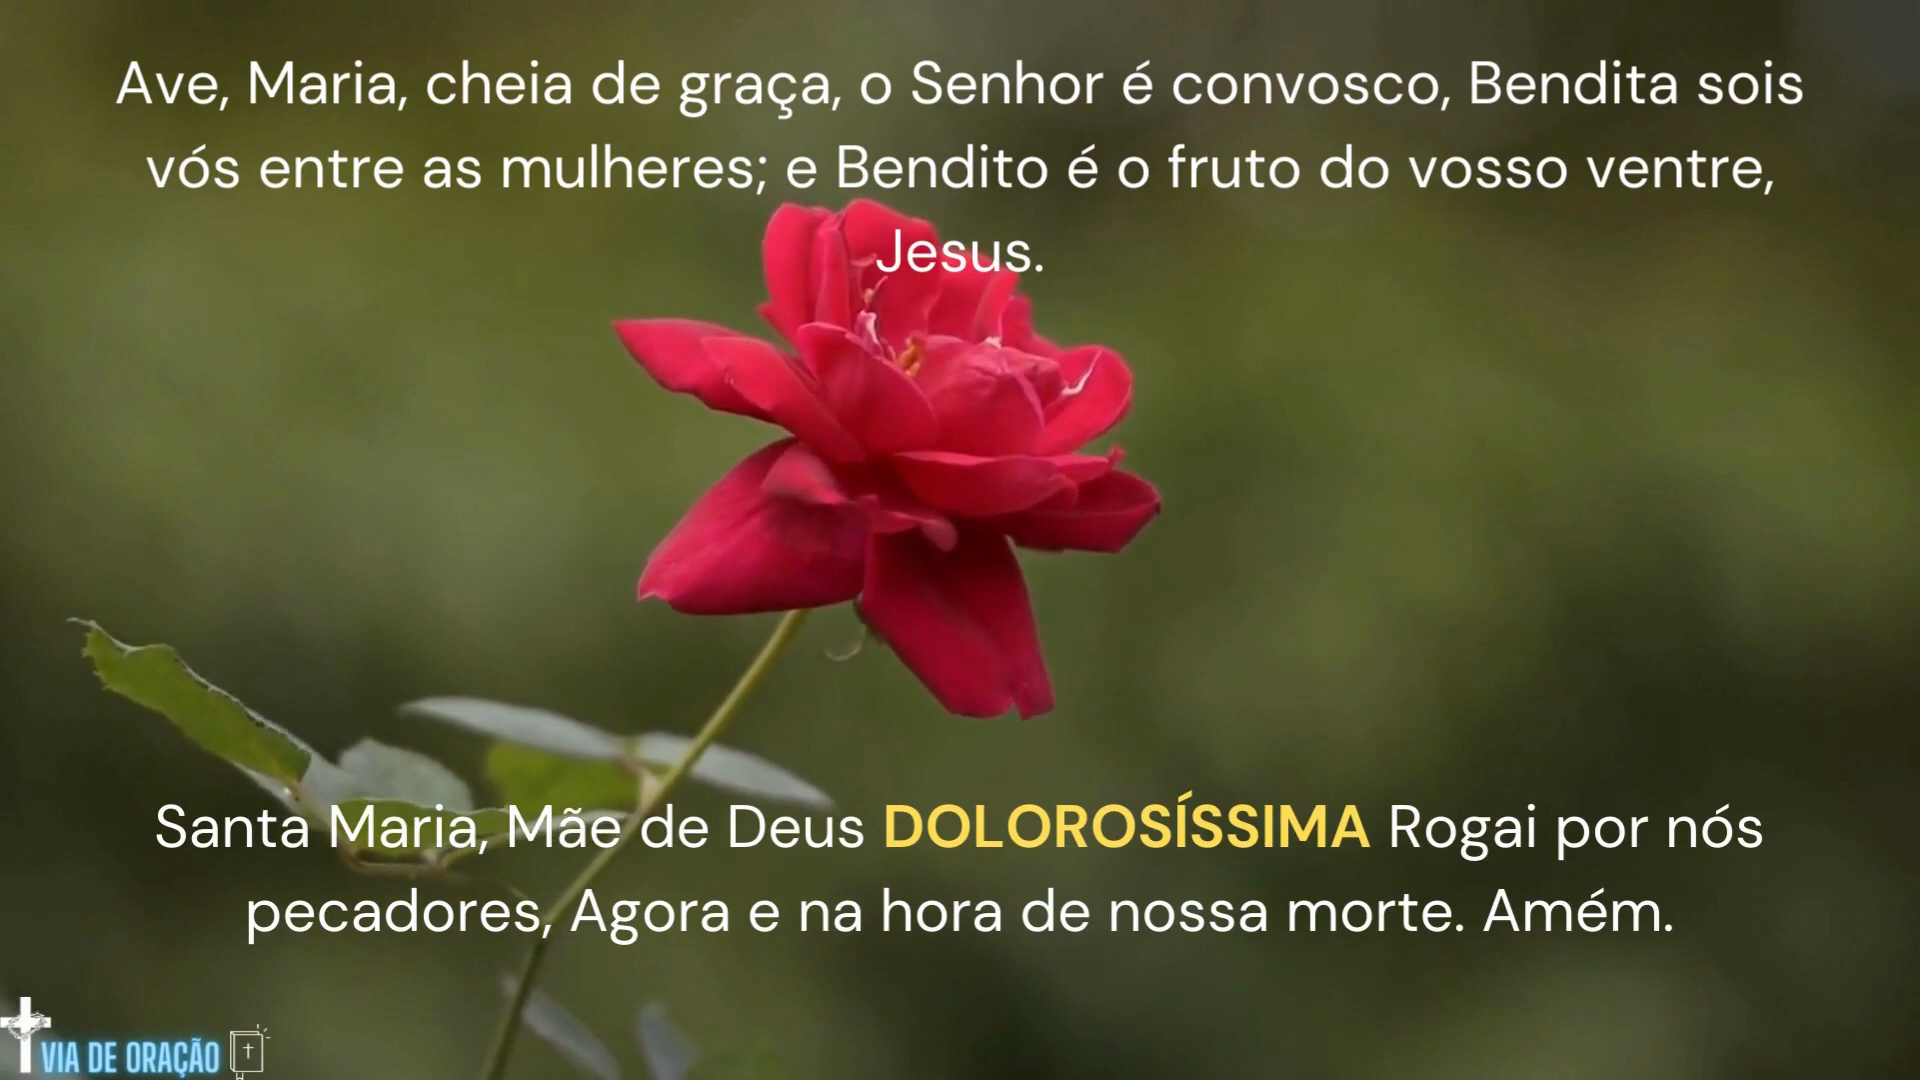 Ave, Maria, cheia de graça, o Senhor é convosco, Bendita sois
vós entre as mulheres; e Bendito é o fruto do vosso ventre,
Jesus.
Santa Maria, Mãe de Deus DOLOROSÍSSIMA Rogai por nós
pecadores, Agora e na hora de nossa morte. Amém.
VIA DE ORAÇÃO